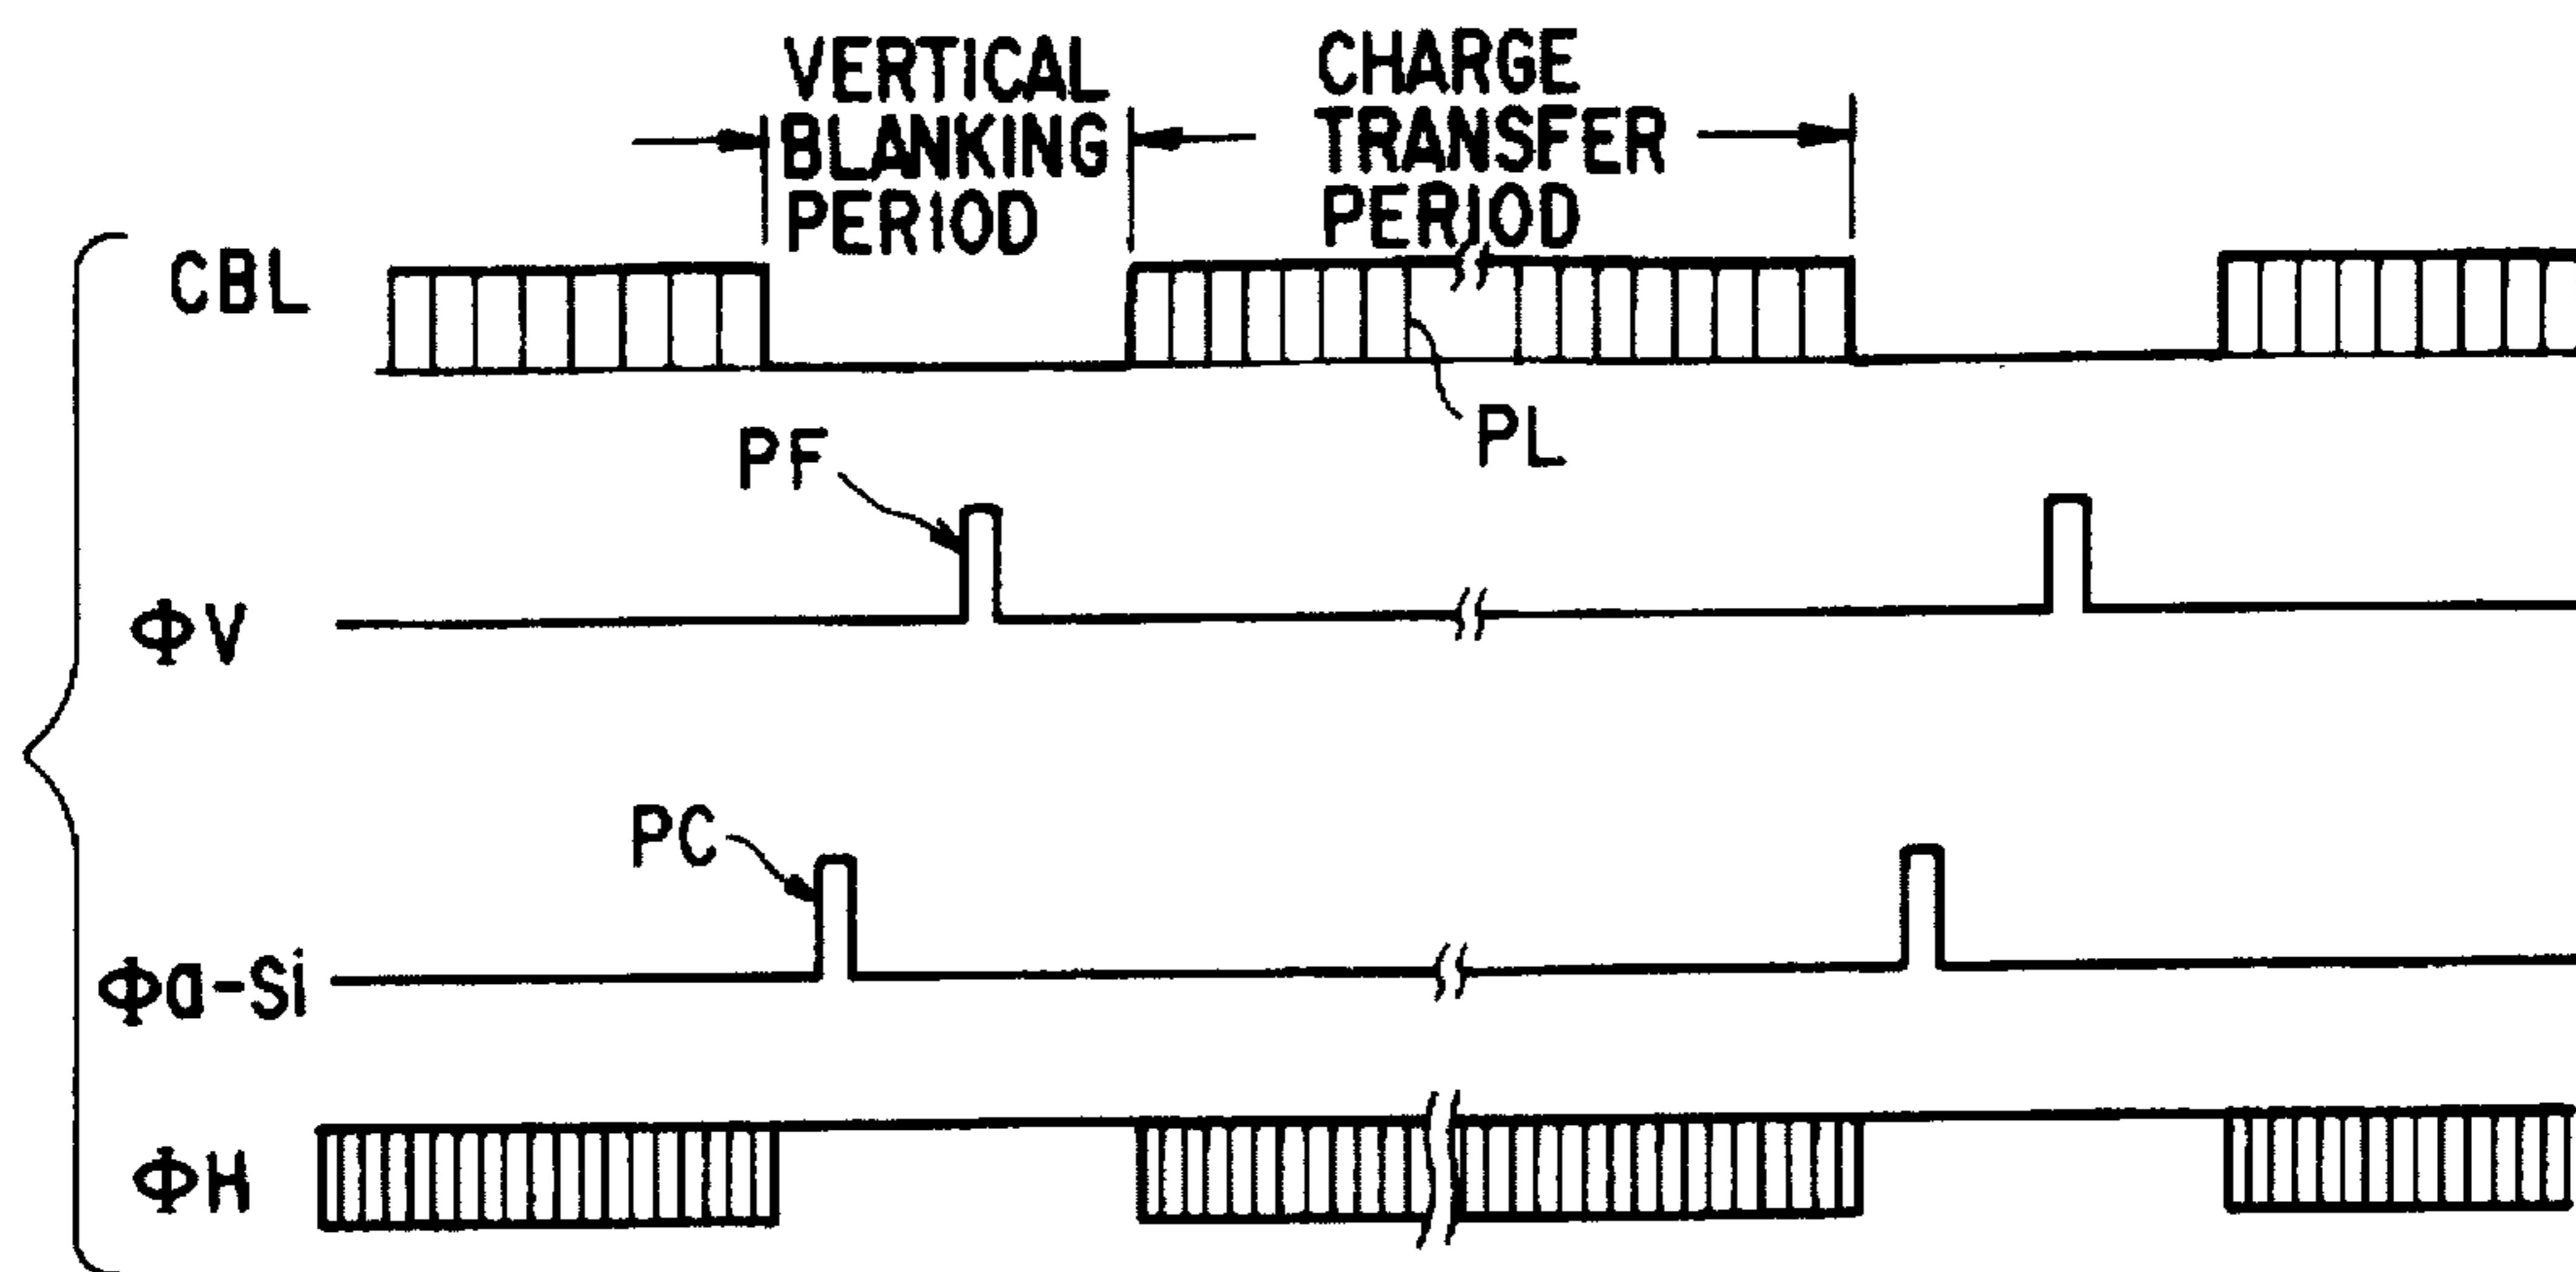 VERTICAL
BLANKING
PERIOD
CHARGE
TRANSFER
PERIOD
CBL
PL
PF
ΦV
PC
Φa-Si
ΦH